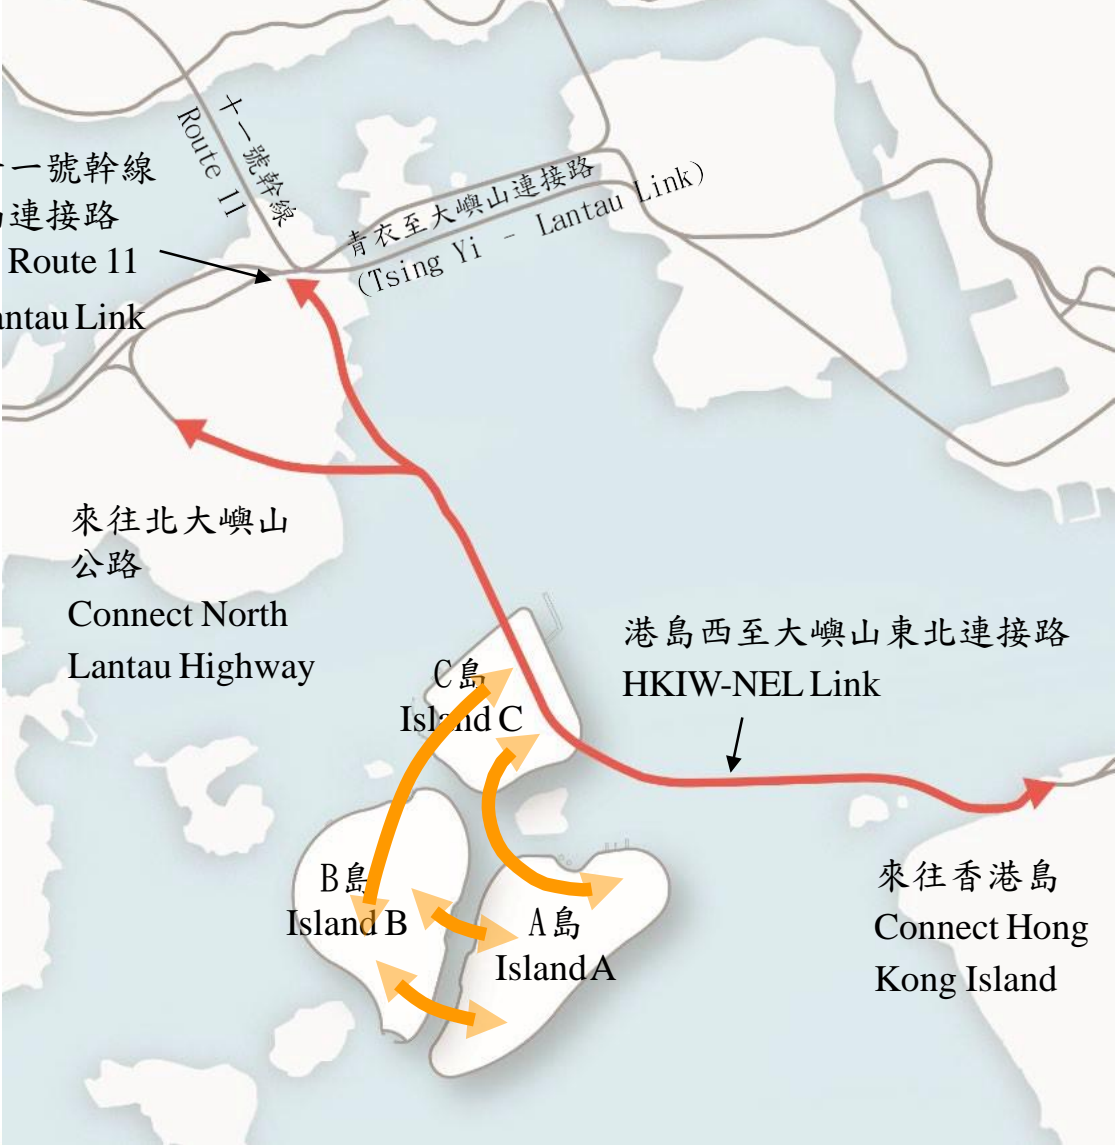 十一號幹線
Route 11
一號幹線
連接路
Route 11
Link
青衣至大嶼山連接路
(Tsing Yi - Lantau Link)
來往北大嶼山
公路
Connect North
Lantau Highway
港島西至大嶼山東北連接路
HKIW-NEL Link
C島
Island C
B島
Island B
A島
Island A
來往香港島
Connect Hong
Kong Island